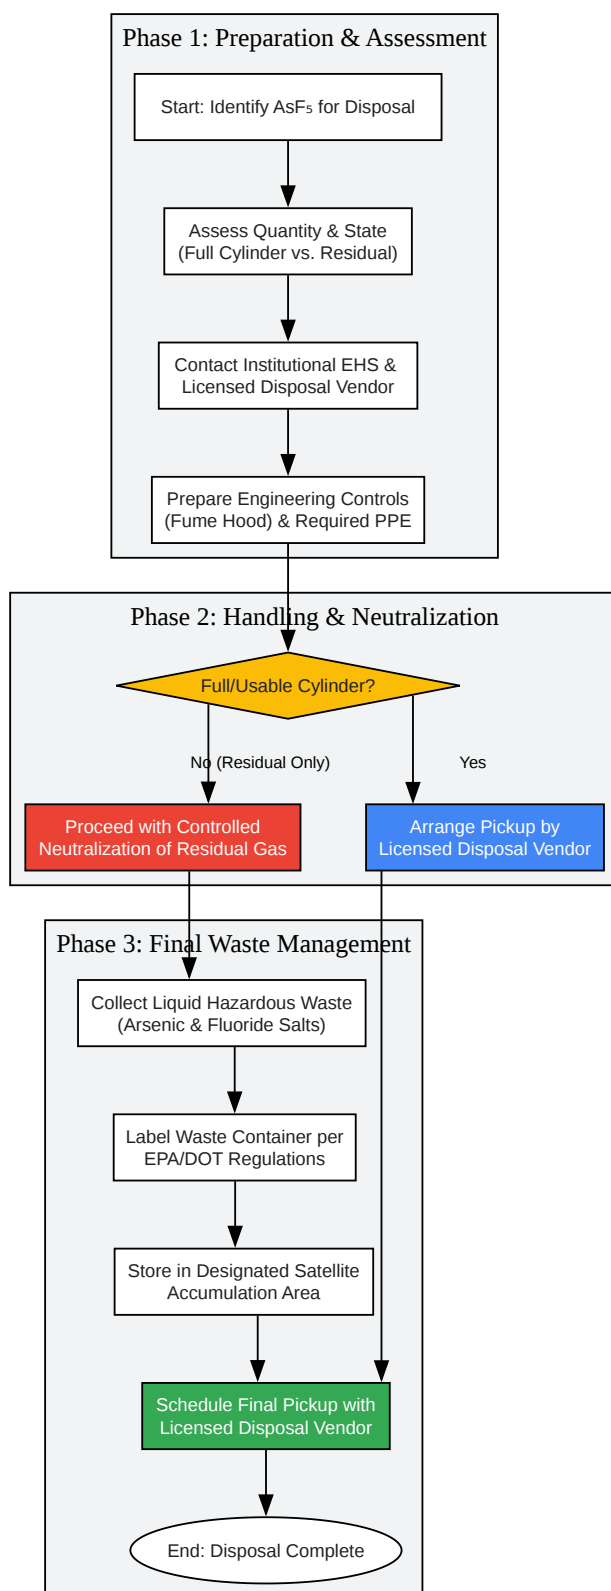 Phase 1: Preparation & Assessment
Start: Identify AsF₅ for Disposal
Assess Quantity & State
(Full Cylinder vs. Residual)
Contact Institutional EHS &
Licensed Disposal Vendor
Prepare Engineering Controls
(Fume Hood) & Required PPE
Phase 2: Handling & Neutralization
Full/Usable Cylinder?
No (Residual Only)
Yes
Proceed with Controlled
Neutralization of Residual Gas
Arrange Pickup by
Licensed Disposal Vendor
Phase 3: Final Waste Management
Collect Liquid Hazardous Waste
(Arsenic & Fluoride Salts)
Label Waste Container per
EPA/DOT Regulations
Store in Designated Satellite
Accumulation Area
Schedule Final Pickup with
Licensed Disposal Vendor
End: Disposal Complete